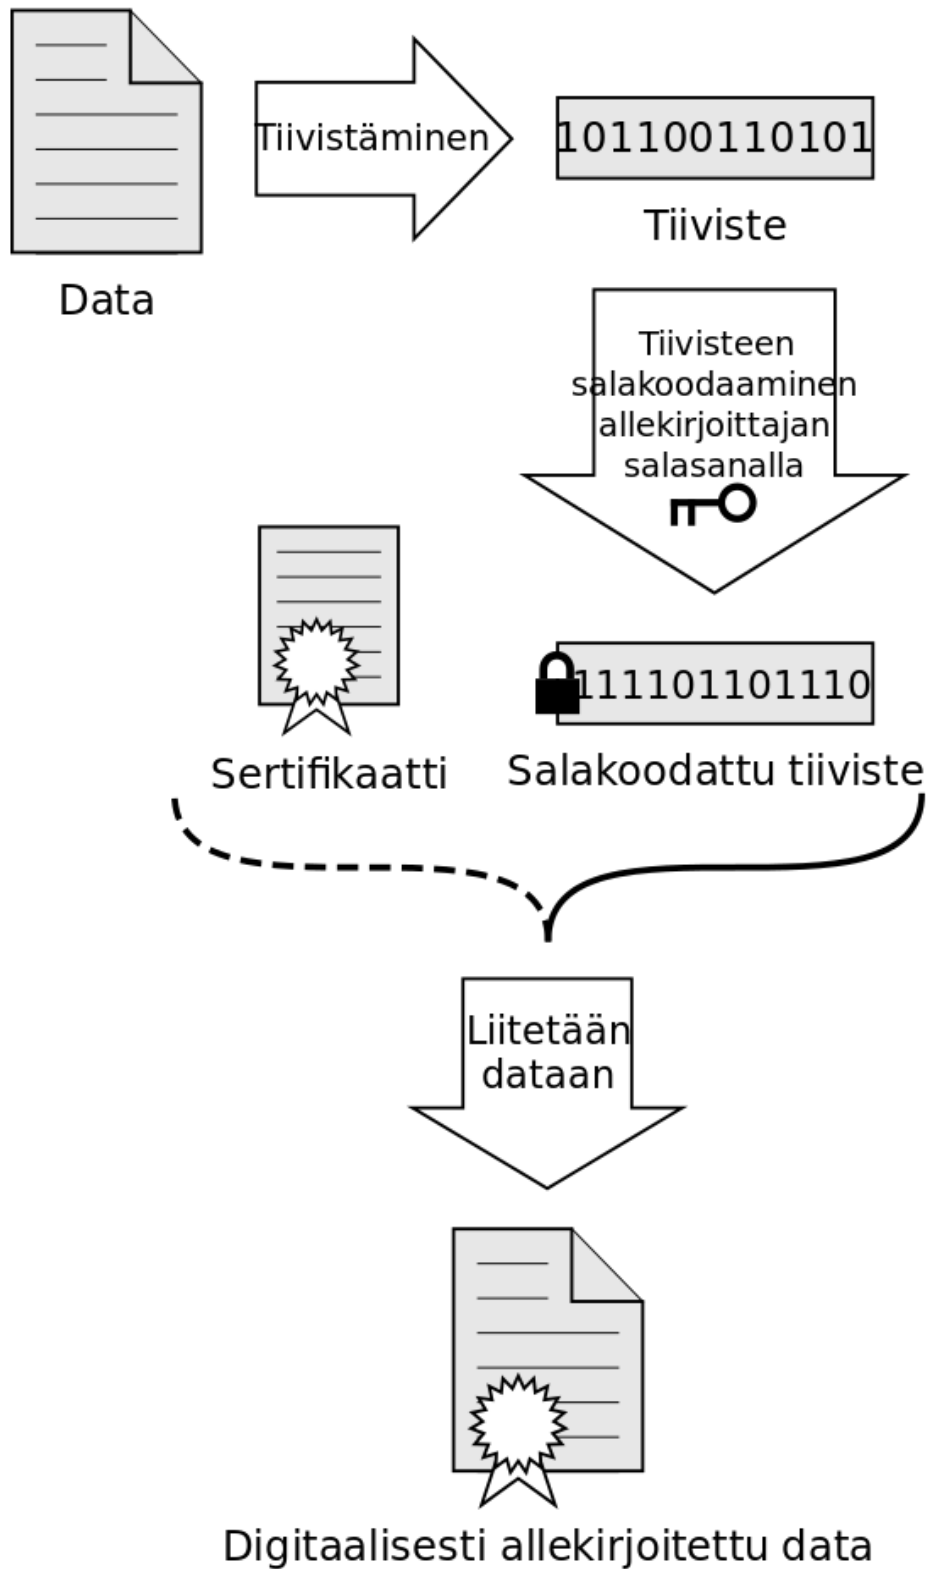 Tiivistäminen
101100110101
Tiiviste
Data
Tiivisteen
salakoodaaminen
allekirjoittajan
salasanalla
111101101110
Sertifikaatti
Salakoodattu tiiviste
Liitetään
dataan
Digitaalisesti allekirjoitettu data